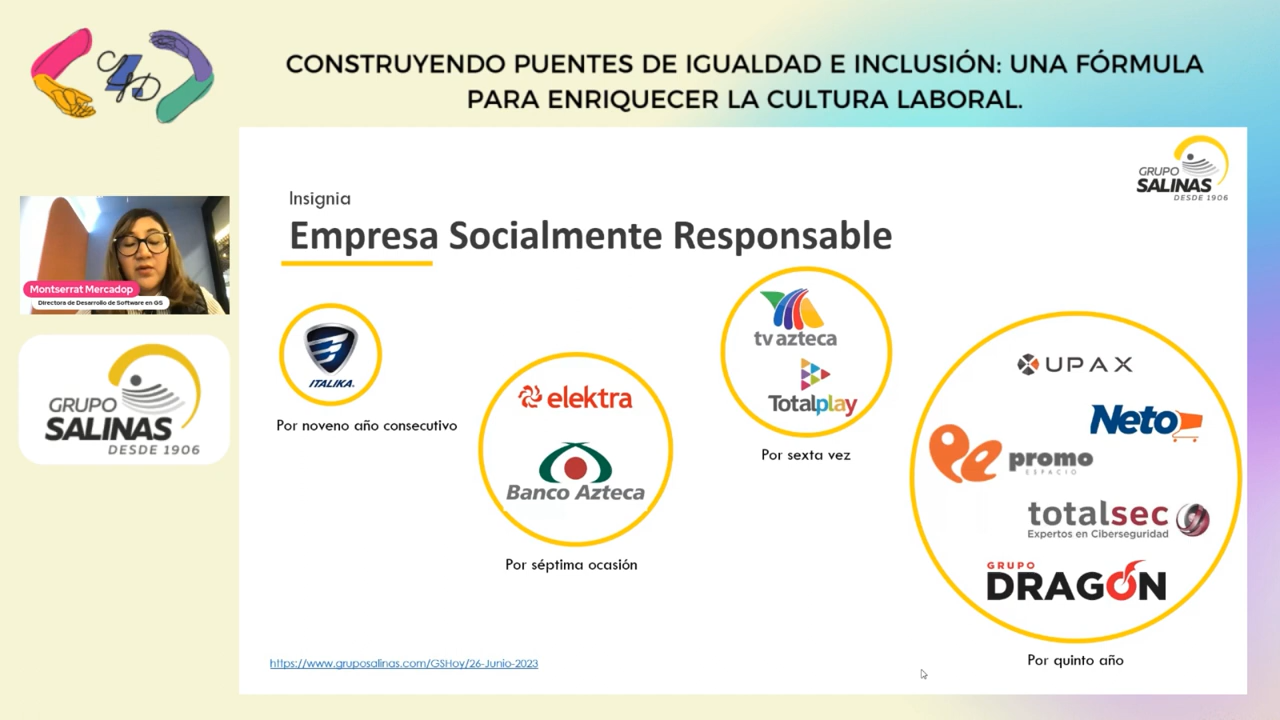 CONSTRUYENDO PUENTES DE IGUALDAD E INCLUSIÓN: UNA FÓRMULA
PARA ENRIQUECER LA CULTURA LABORAL.
GRUPO
SALINAS
DESDE 1906
Insignia
Empresa Socialmente Responsable
Montserrat Mercadop
Directora de Desarrollo de Software en GS
GRUPO
SALINAS
DESDE 1906
ITALIKA
Por noveno año consecutivo
elektra
Banco Azteca
Por séptima ocasión
tv azteca
Totalplay
Por sexta vez
UPAX
Neto
promo
ESPACIO
totalsec
Expertos en Ciberseguridad
GRUPO
DRAGÓN
Por quinto año
https://www.gruposalinas.com/GSHoy/26-Junio-2023